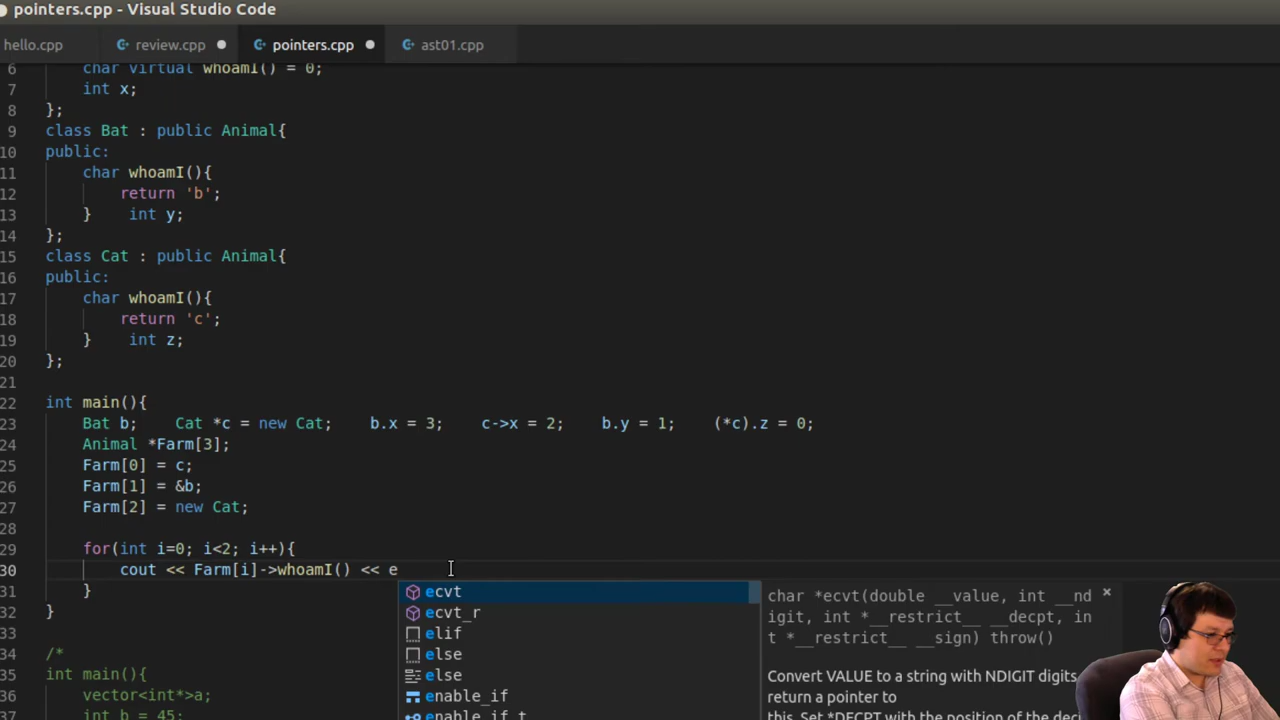 pointers.cpp - Visual Studio Code
hello.cpp review.cpp pointers.cpp ast01.cpp
6 char virtual whoamI() = 0;
7 int x;
8 };
9 class Bat : public Animal{
10 public:
11 char whoamI(){
12 return 'b';
13 } int y;
14 };
15 class Cat : public Animal{
16 public:
17 char whoamI(){
18 return 'c';
19 } int z;
20 };
21
22 int main(){
23 Bat b; Cat *c = new Cat; b.x = 3; c->x = 2; b.y = 1; (*c).z = 0;
24 Animal *Farm[3];
25 Farm[0] = c;
26 Farm[1] = &b;
27 Farm[2] = new Cat;
28
29 for(int i=0; i<2; i++){
30 cout << Farm[i]->whoamI() << e
31 }
32 }
33
34 /*
35 int main(){
36 vector<int*>a;
37 int b = 45;
ecvt
ecvt_r
elif
else
else
enable_if
enable_if_t
char *ecvt(double __value, int __nd
igit, int *__restrict__ __decpt, in
t *__restrict__ __sign) throw()
Convert VALUE to a string with NDIGIT digits
return a pointer to
this. Set *DECPT with the position of the deci